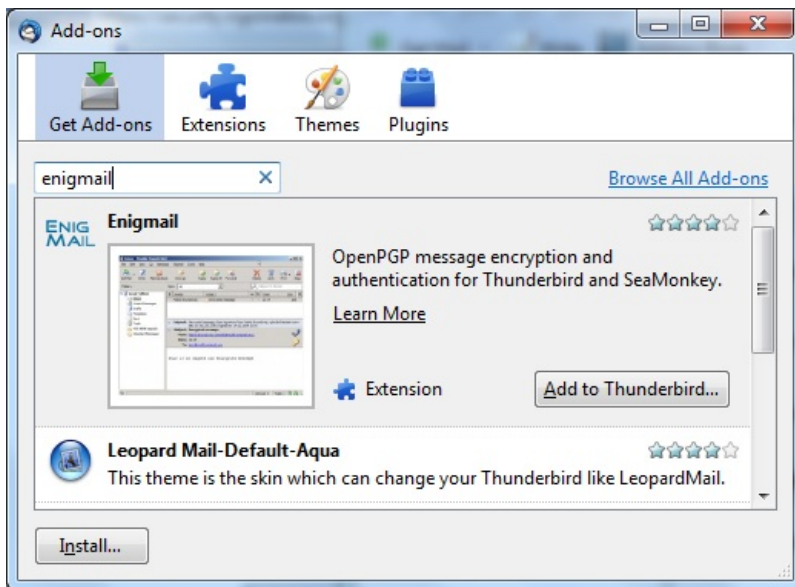 Add-ons
Get Add-ons Extensions Themes Plugins
enigmail
Browse All Add-ons
ENIG
MAIL
Enigmail
OpenPGP message encryption and
authentication for Thunderbird and SeaMonkey.
Learn More
Extension
Add to Thunderbird...
Leopard Mail-Default-Aqua
This theme is the skin which can change your Thunderbird like LeopardMail.
Install...